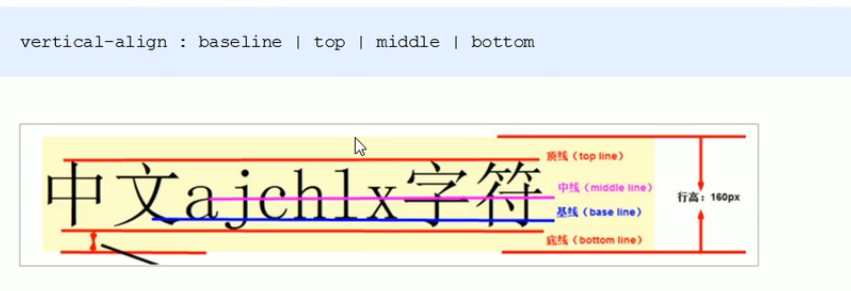 vertical-align : baseline | top | middle | bottom
中文ajchlx字符
顶线（top line）
中线（middle line）
基线（base line）
底线（bottom line）
行高：160px